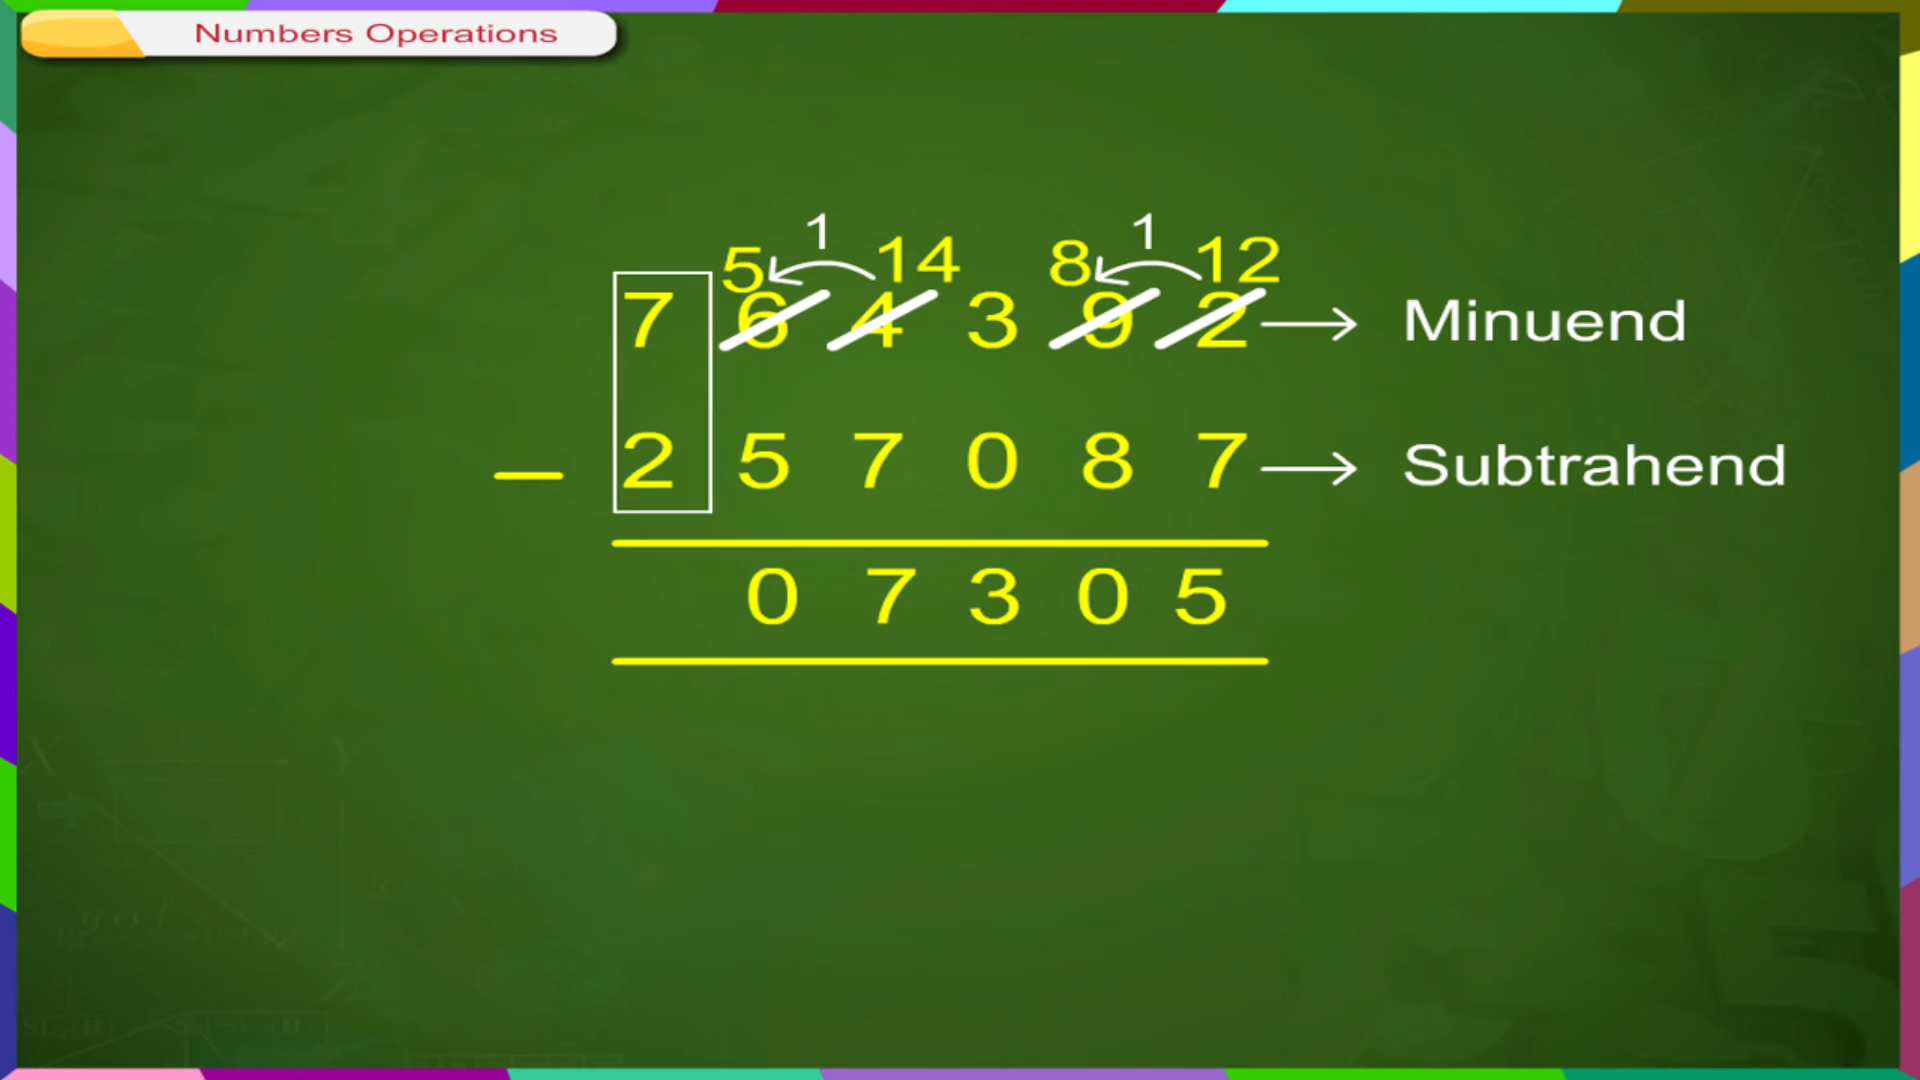 Numbers Operations
1 1
5 14 8 12
7 6 4 3 9 2 → Minuend
− 2 5 7 0 8 7 → Subtrahend
0 7 3 0 5